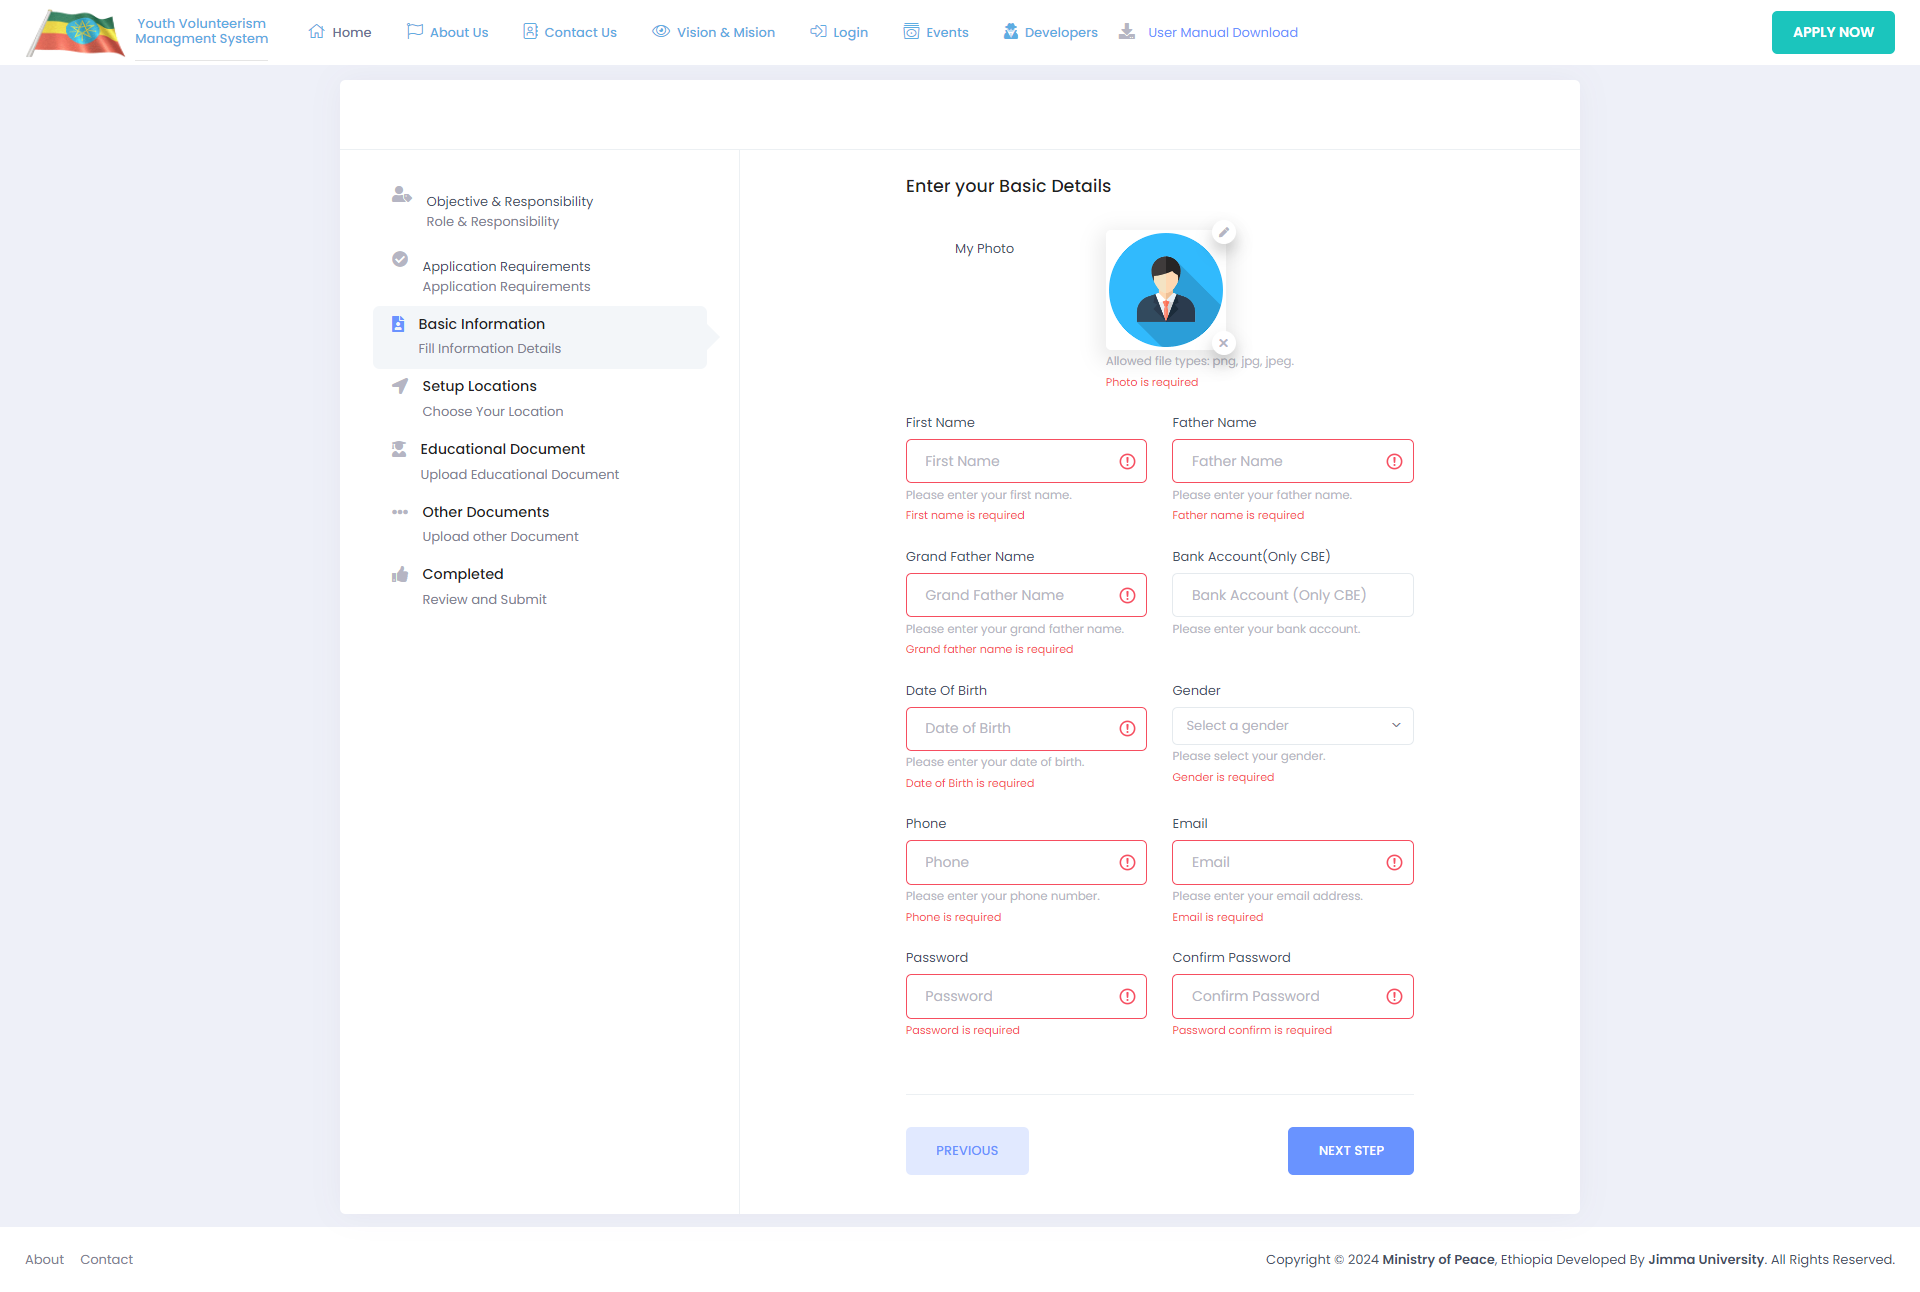 Youth Volunteerism
Managment System
Home
About Us
Contact Us
Vision & Mision
Login
Events
Developers
User Manual Download
APPLY NOW
Objective & Responsibility
Role & Responsibility
Application Requirements
Application Requirements
Basic Information
Fill Information Details
Setup Locations
Choose Your Location
Educational Document
Upload Educational Document
Other Documents
Upload other Document
Completed
Review and Submit
Enter your Basic Details
My Photo
Allowed file types: png, jpg, jpeg.
Photo is required
First Name
First Name
Please enter your first name.
First name is required
Father Name
Father Name
Please enter your father name.
Father name is required
Grand Father Name
Grand Father Name
Please enter your grand father name.
Grand father name is required
Bank Account(Only CBE)
Bank Account (Only CBE)
Please enter your bank account.
Date Of Birth
Date of Birth
Please enter your date of birth.
Date of Birth is required
Gender
Select a gender
Please select your gender.
Gender is required
Phone
Phone
Please enter your phone number.
Phone is required
Email
Email
Please enter your email address.
Email is required
Password
Password
Password is required
Confirm Password
Confirm Password
Password confirm is required
PREVIOUS
NEXT STEP
About
Contact
Copyright © 2024 Ministry of Peace, Ethiopia Developed By Jimma University. All Rights Reserved.